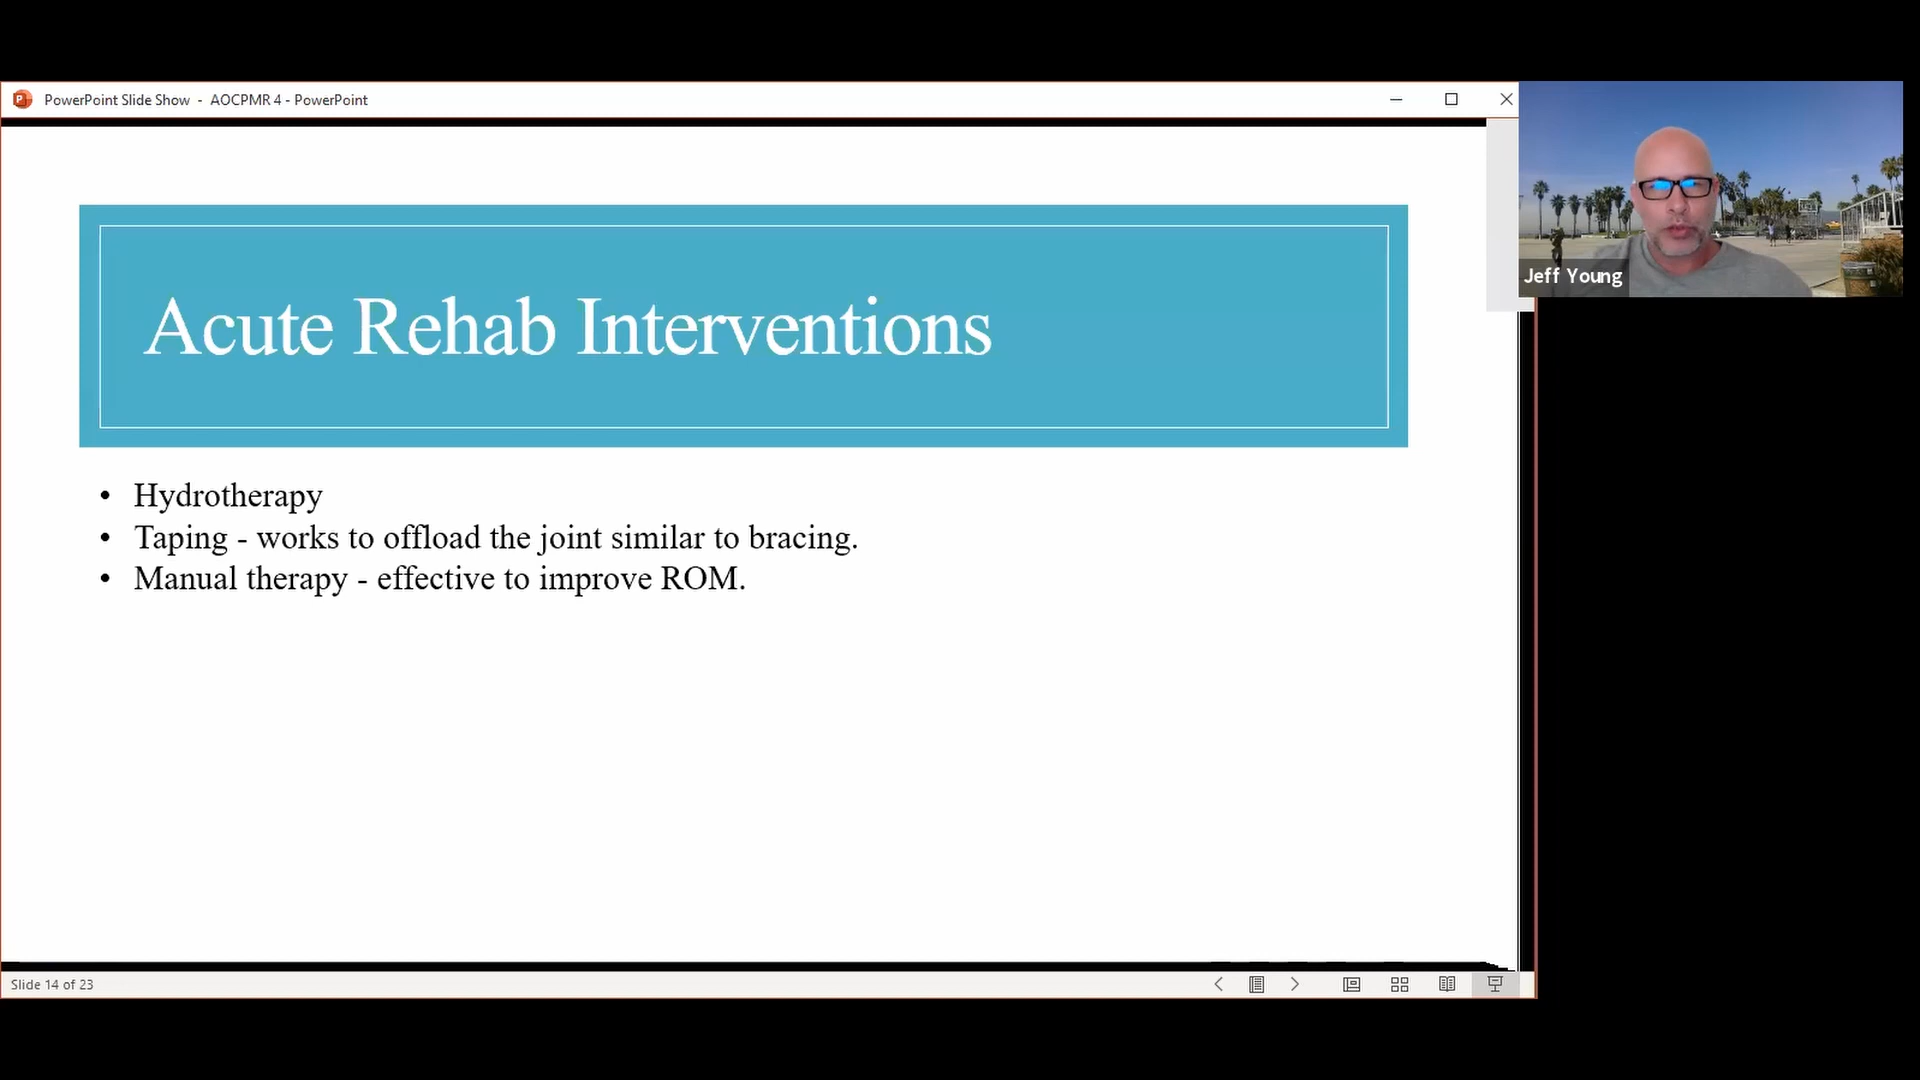 PowerPoint Slide Show - AOCPMR 4 - PowerPoint
Jeff Young
Acute Rehab Interventions
• Hydrotherapy
• Taping - works to offload the joint similar to bracing.
• Manual therapy - effective to improve ROM.
Slide 14 of 23